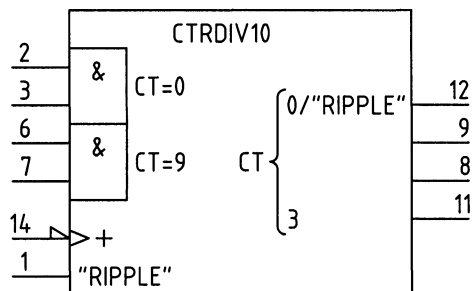 CTRDIV10
2
&
CT=0
3
0/"RIPPLE"
12
6
&
CT=9
9
7
CT
8
3
11
14
+
1
"RIPPLE"